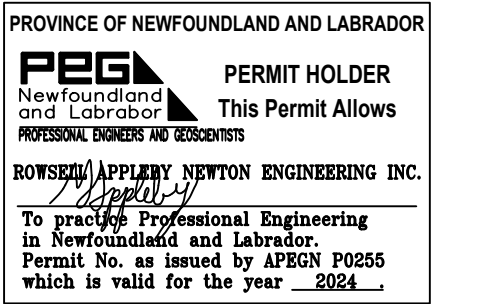 PROVINCE OF NEWFOUNDLAND AND LABRADOR
PEG
Newfoundland
and Labrabor
PROFESSIONAL ENGINEERS AND GEOSCIENTISTS
PERMIT HOLDER
This Permit Allows
ROWSELL APPLEBY NEWTON ENGINEERING INC.
MAppleby
To practice Professional Engineering
in Newfoundland and Labrador.
Permit No. as issued by APEGN P0255
which is valid for the year 2024 .